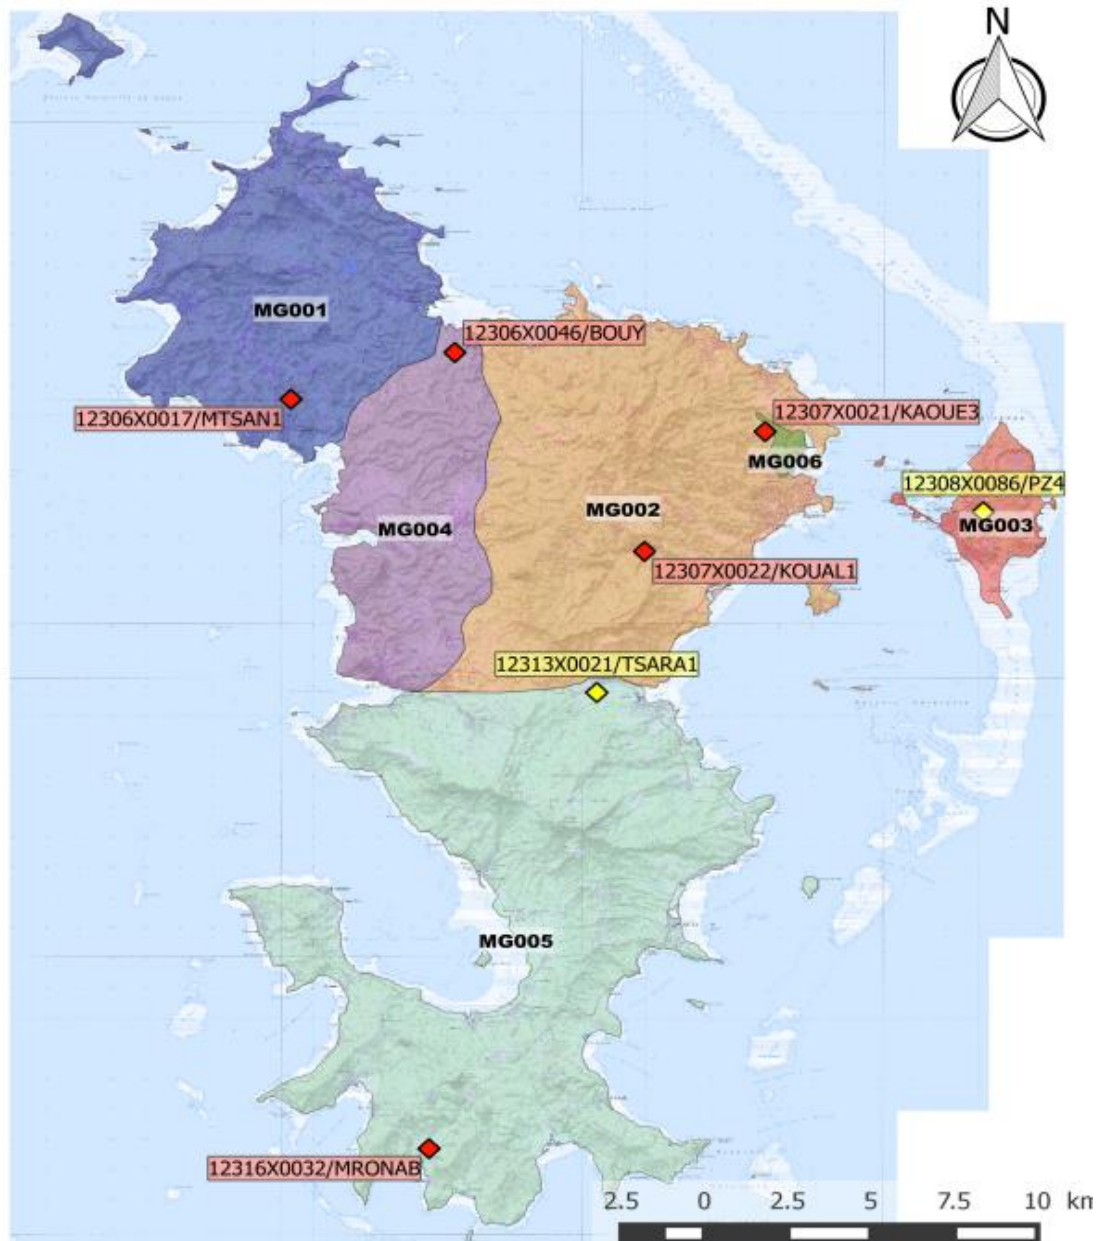 N
MG001
12306X0046/BOUY
12306X0017/MTSAN1
12307X0021/KAOUE3
MG006
12308X0086/PZ4
MG003
MG002
MG004
12307X0022/KOUAL1
12313X0021/TSARA1
MG005
12316X0032/MRONAB
2.5 0 2.5 5 7.5 10 km